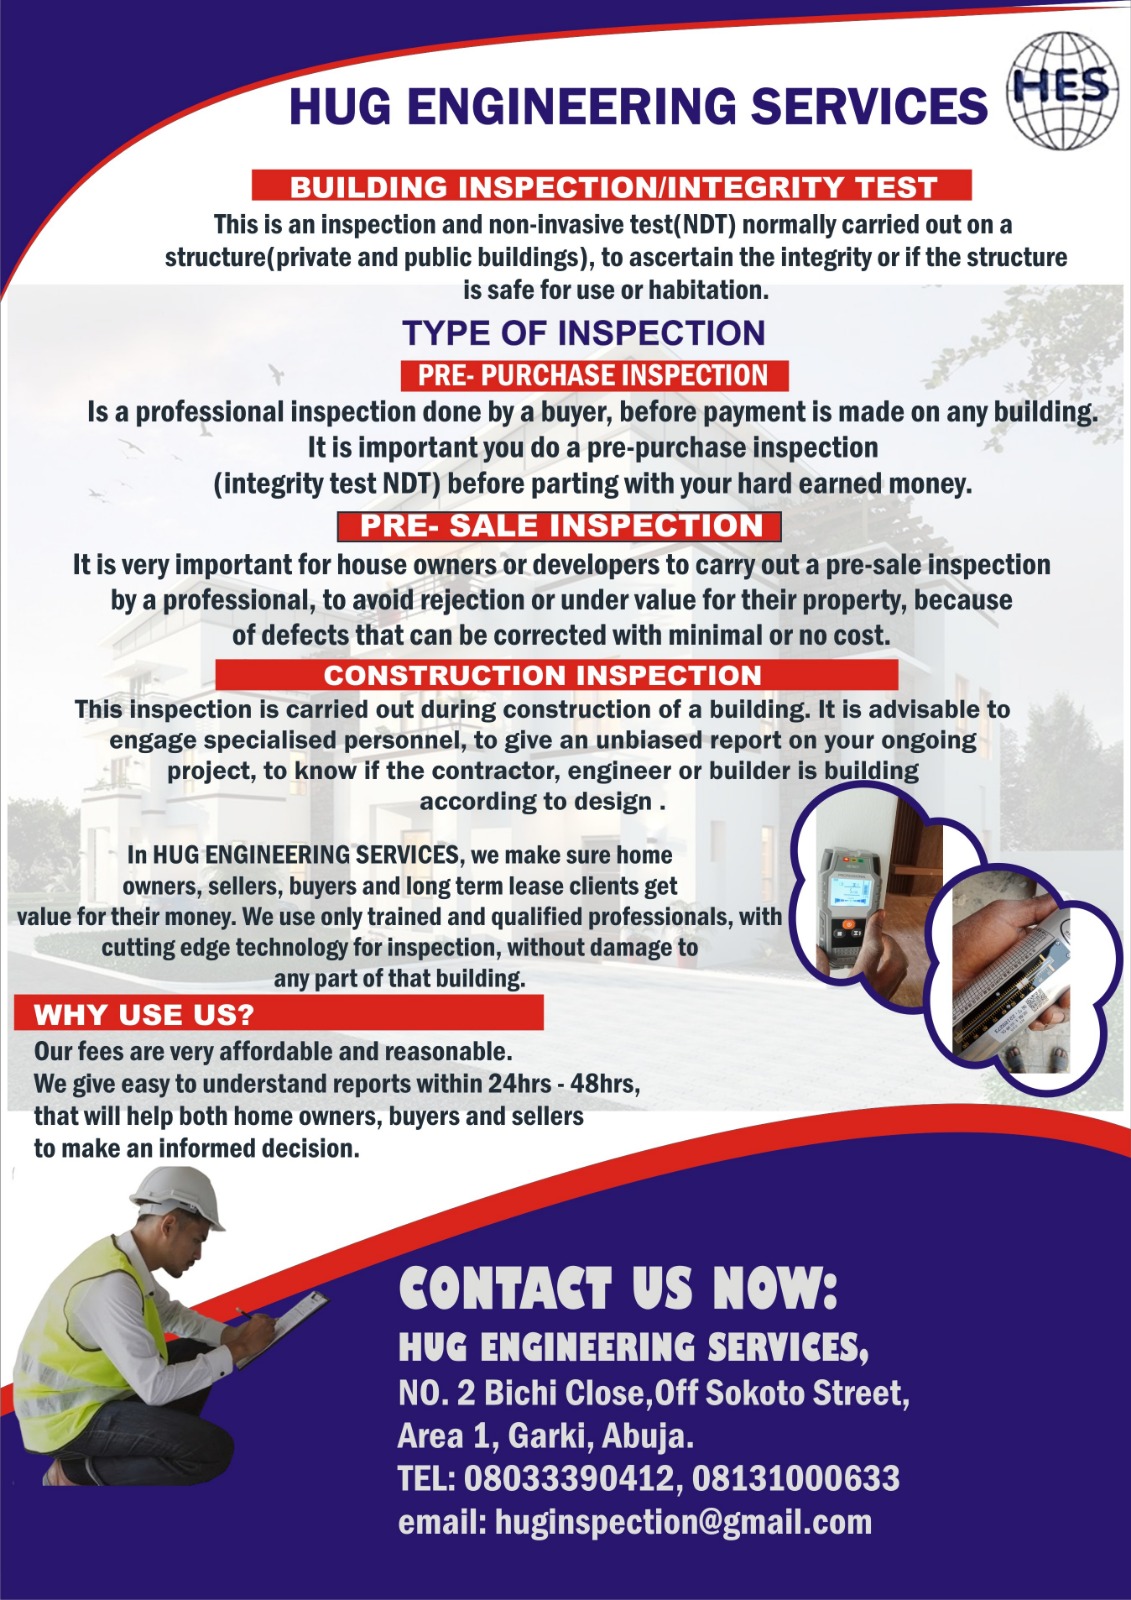 HUG ENGINEERING SERVICES
HES
BUILDING INSPECTION/INTEGRITY TEST
This is an inspection and non-invasive test(NDT) normally carried out on a
structure(private and public buildings), to ascertain the integrity or if the structure
is safe for use or habitation.
TYPE OF INSPECTION
PRE- PURCHASE INSPECTION
Is a professional inspection done by a buyer, before payment is made on any building.
It is important you do a pre-purchase inspection
(integrity test NDT) before parting with your hard earned money.
PRE- SALE INSPECTION
It is very important for house owners or developers to carry out a pre-sale inspection
by a professional, to avoid rejection or under value for their property, because
of defects that can be corrected with minimal or no cost.
CONSTRUCTION INSPECTION
This inspection is carried out during construction of a building. It is advisable to
engage specialised personnel, to give an unbiased report on your ongoing
project, to know if the contractor, engineer or builder is building
according to design .
In HUG ENGINEERING SERVICES, we make sure home
owners, sellers, buyers and long term lease clients get
value for their money. We use only trained and qualified professionals, with
cutting edge technology for inspection, without damage to
any part of that building.
WHY USE US?
Our fees are very affordable and reasonable.
We give easy to understand reports within 24hrs - 48hrs,
that will help both home owners, buyers and sellers
to make an informed decision.
CONTACT US NOW:
HUG ENGINEERING SERVICES,
NO. 2 Bichi Close,Off Sokoto Street,
Area 1, Garki, Abuja.
TEL: 08033390412, 08131000633
email: huginspection@gmail.com